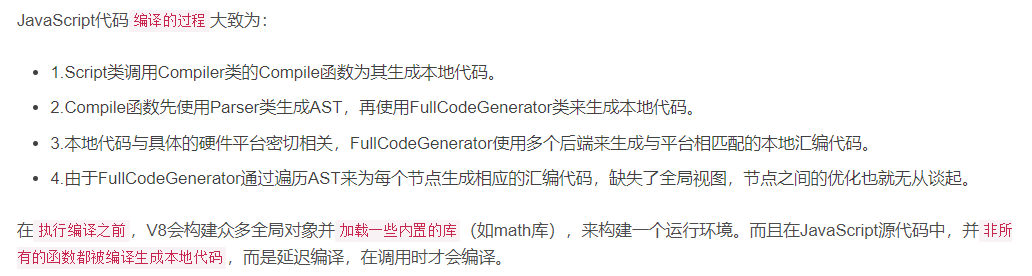 JavaScript代码编译的过程大致为：
1.Script类调用Compiler类的Compile函数为其生成本地代码。
2.Compile函数先使用Parser类生成AST，再使用FullCodeGenerator类来生成本地代码。
3.本地代码与具体的硬件平台密切相关，FullCodeGenerator使用多个后端来生成与平台相匹配的本地汇编代码。
4.由于FullCodeGenerator通过遍历AST来为每个节点生成相应的汇编代码，缺失了全局视图，节点之间的优化也就无从谈起。
在执行编译之前，V8会构建众多全局对象并加载一些内置的库（如math库），来构建一个运行环境。而且在JavaScript源代码中，并非所
有的函数都被编译生成本地代码，而是延迟编译，在调用时才会编译。